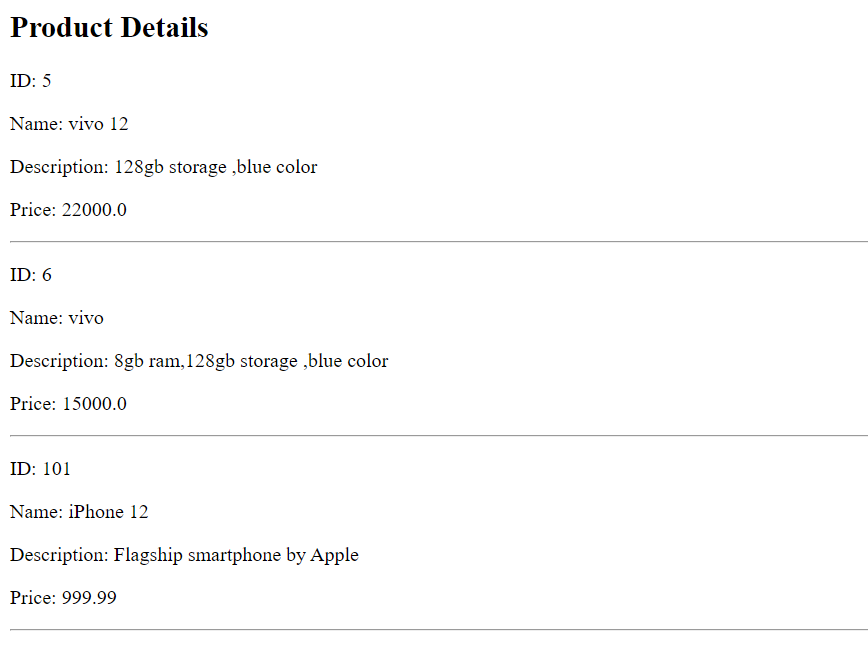 Product Details
ID: 5
Name: vivo 12
Description: 128gb storage ,blue color
Price: 22000.0
ID: 6
Name: vivo
Description: 8gb ram,128gb storage ,blue color
Price: 15000.0
ID: 101
Name: iPhone 12
Description: Flagship smartphone by Apple
Price: 999.99